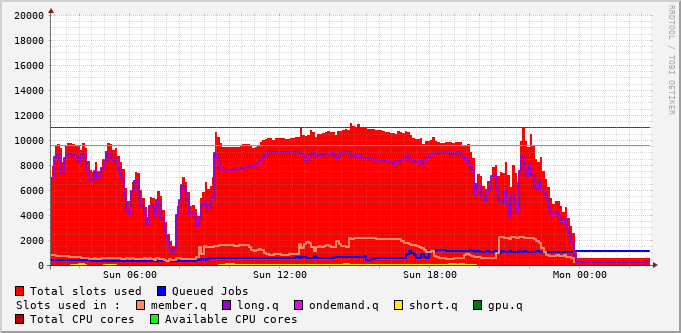 RRDTOOL / TOBI OETIKER
20000
18000
16000
14000
12000
10000
8000
6000
4000
2000
0
Sun 06:00 Sun 12:00 Sun 18:00 Mon 00:00
Total slots used Queued Jobs
Slots used in : member.q long.q ondemand.q short.q gpu.q
Total CPU cores Available CPU cores